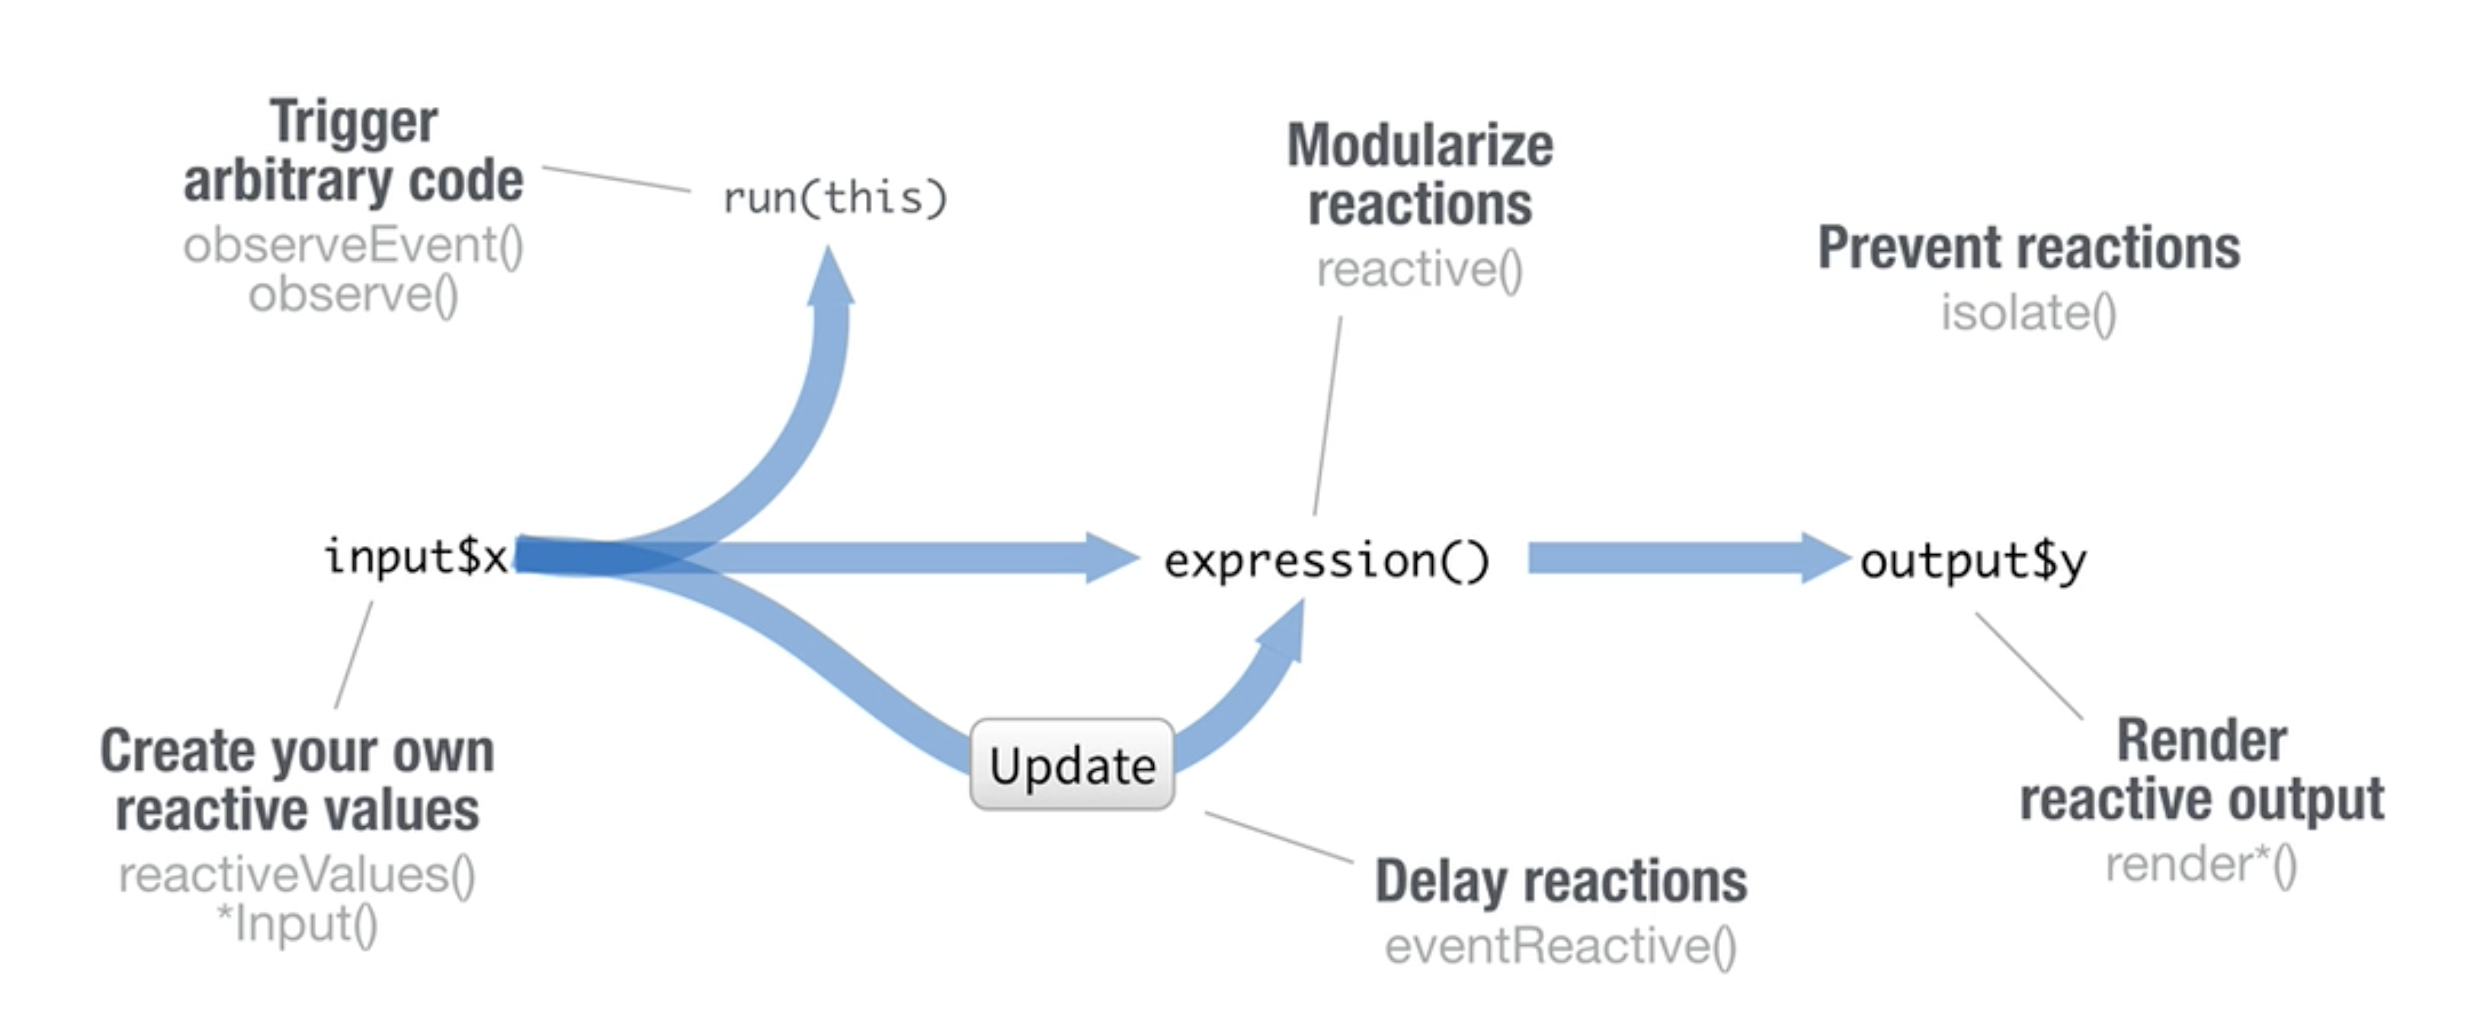 Trigger
arbitrary code
observeEvent()
observe()
run(this)
Modularize
reactions
reactive()
Prevent reactions
isolate()
input$x
expression()
output$y
Update
Create your own
reactive values
reactiveValues()
*Input()
Delay reactions
eventReactive()
Render
reactive output
render*()